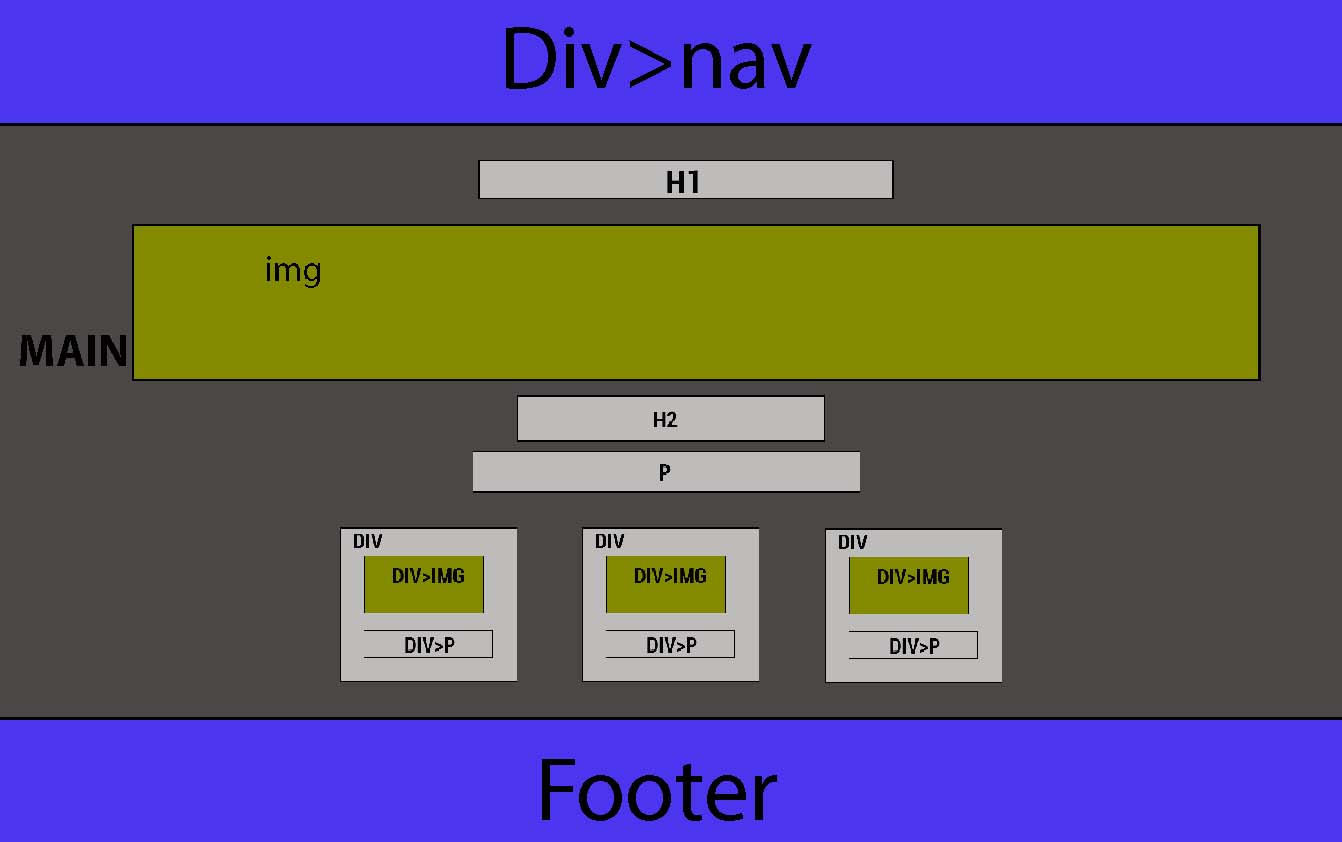 Div>nav
H1
img
MAIN
H2
P
DIV
DIV>IMG
DIV>P
DIV
DIV>IMG
DIV>P
DIV
DIV>IMG
DIV>P
Footer